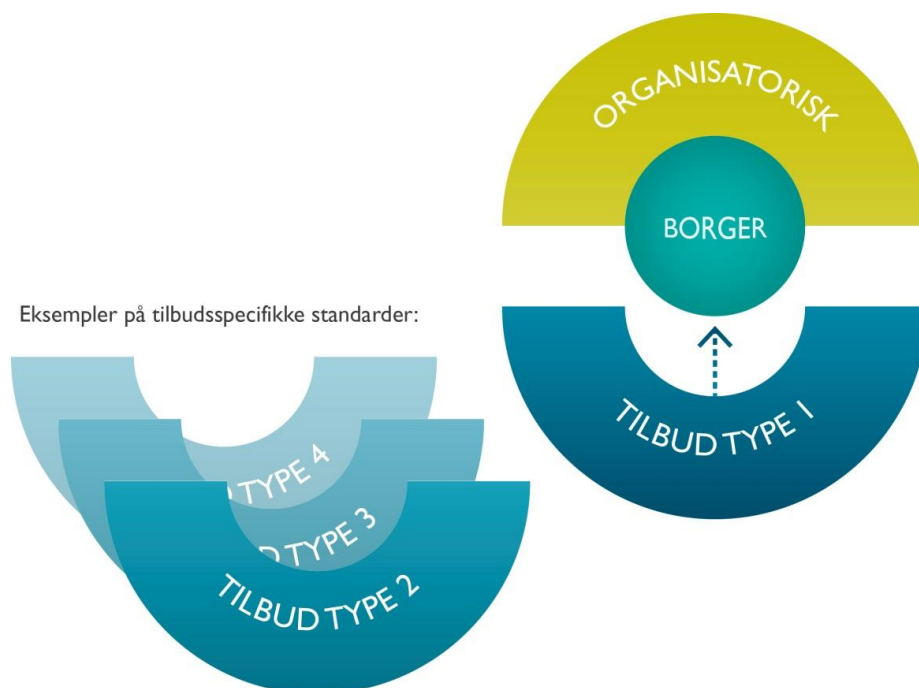 ORGANISATORISK
BORGER
Eksempler på tilbudsspecifikke standarder:
TILBUD TYPE 1
TYPE 4
TYPE 3
TILBUD TYPE 2